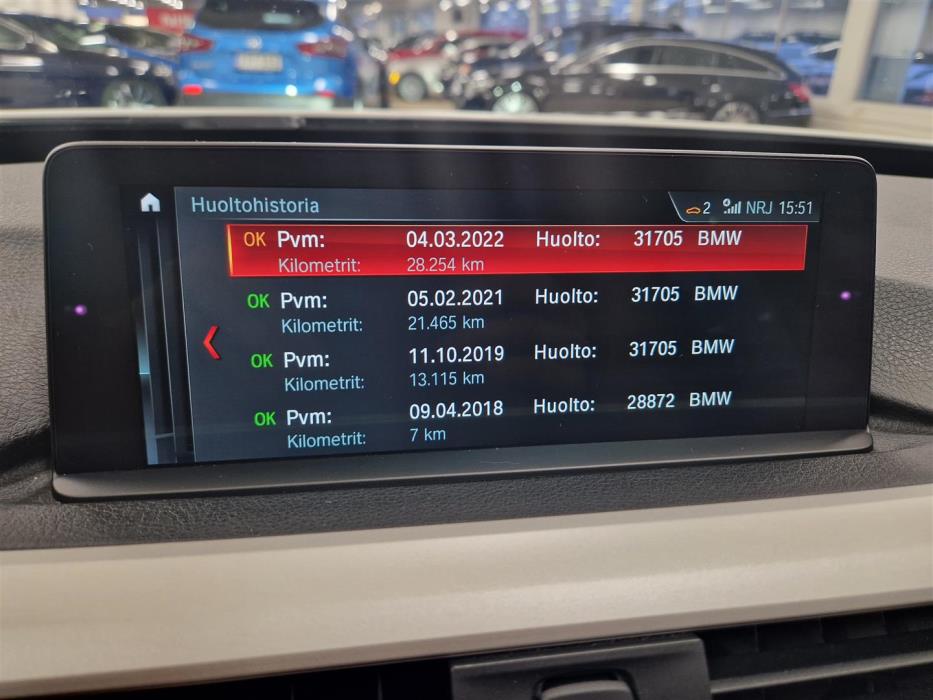 Huoltohistoria 2 NRJ 15:51
OK Pvm: 04.03.2022 Huolto: 31705 BMW
Kilometrit: 28.254 km
OK Pvm: 05.02.2021 Huolto: 31705 BMW
Kilometrit: 21.465 km
OK Pvm: 11.10.2019 Huolto: 31705 BMW
Kilometrit: 13.115 km
OK Pvm: 09.04.2018 Huolto: 28872 BMW
Kilometrit: 7 km